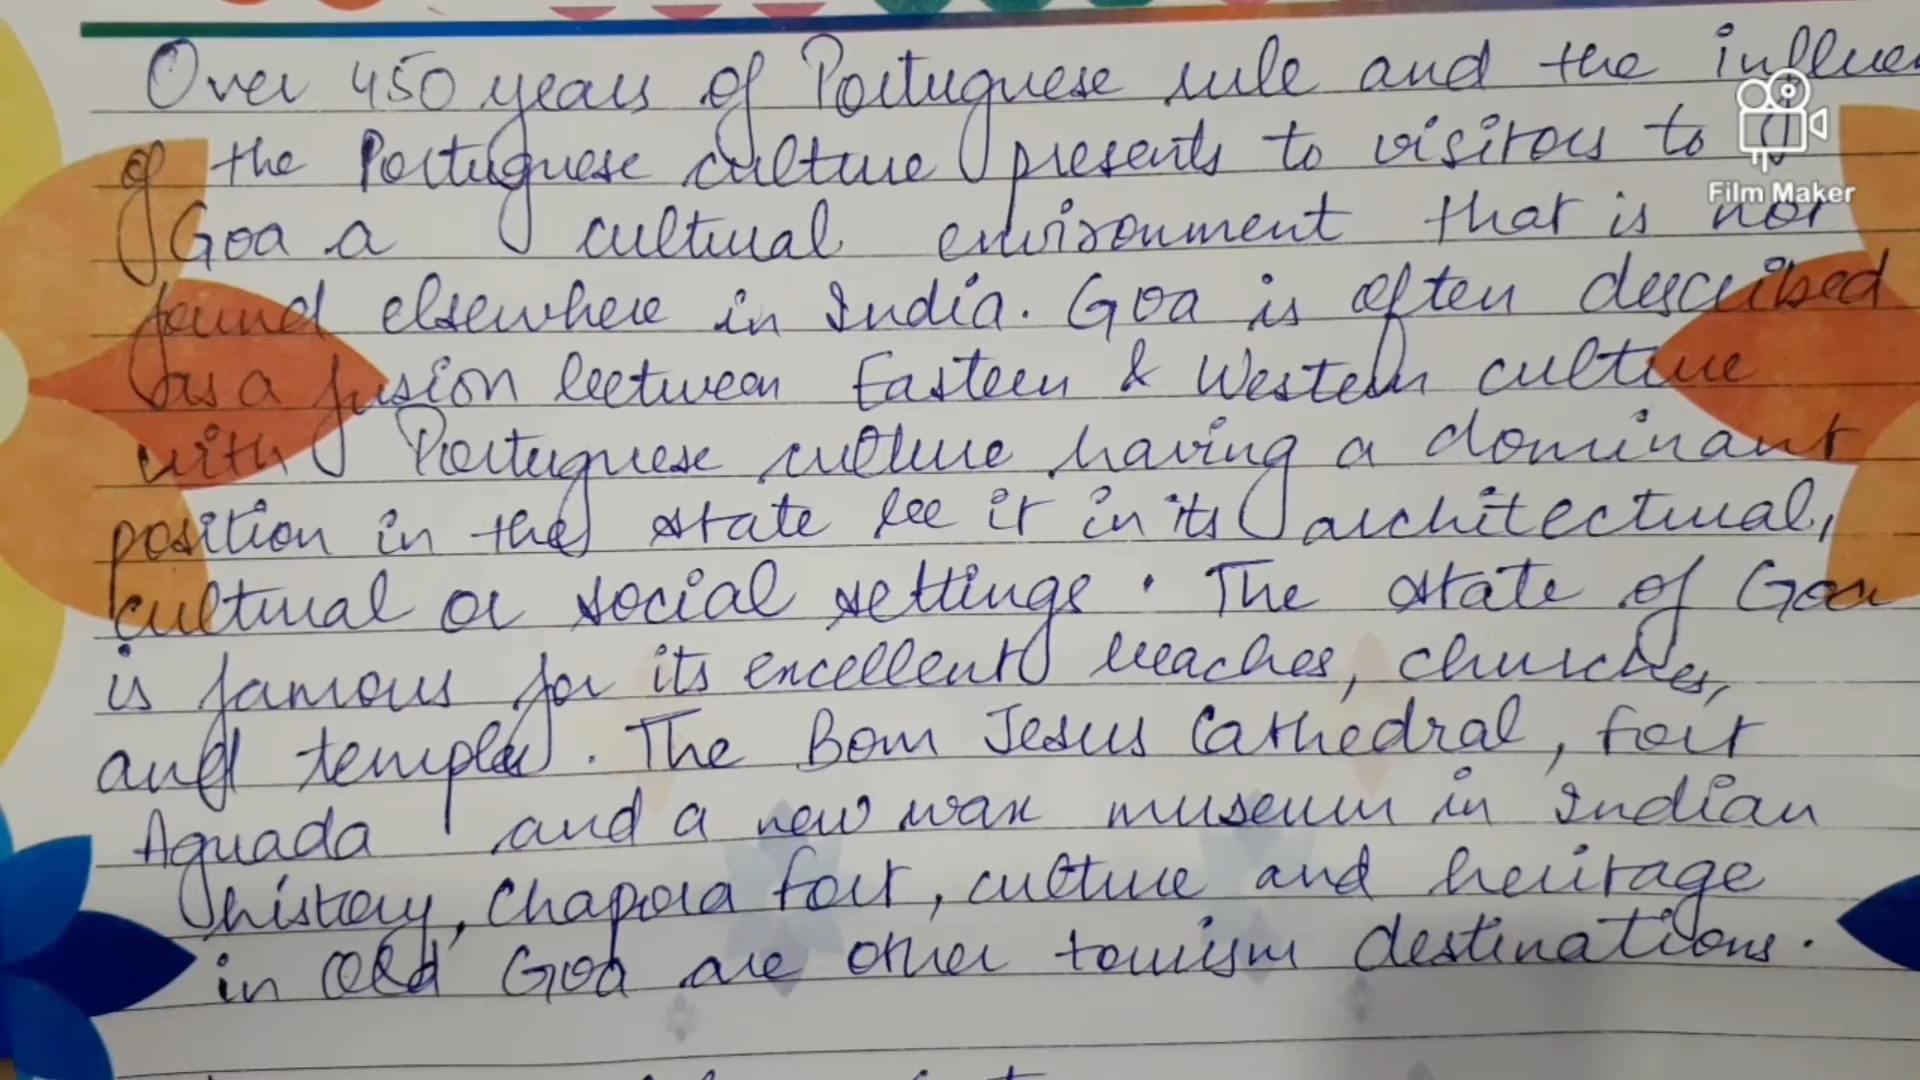 Over 450 years of Portuguese rule and the influen
of the Portuguese culture presents to visitors to
Film Maker
Goa a cultural environment that is not
found elsewhere in India. Goa is often described
as a fusion between Eastern & Western culture
with Portuguese culture having a dominant
position in the state be it in its architectural,
cultural or social settings. The state of Goa
is famous for its excellent beaches, churches,
and temples. The Bom Jesus Cathedral, fort
Aguada and a new wax museum in Indian
history, Chapora fort, culture and heritage
in Old Goa are other tourism destinations.